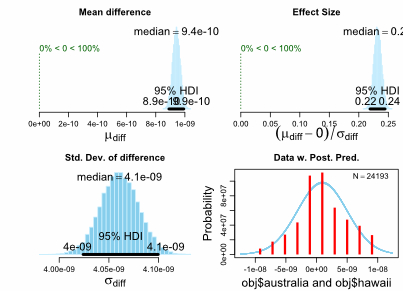 Mean difference
median = 9.4e-10
0% < 0 < 100%
95% HDI
8.9e-10 9.9e-10
0e+00 2e-10 4e-10 6e-10 8e-10 1e-09
μdiff
Effect Size
median = 0.2
0% < 0 < 100%
95% HDI
0.22 0.24
0.00 0.05 0.10 0.15 0.20 0.25
(μdiff − 0)/σdiff
Std. Dev. of difference
median = 4.1e-09
95% HDI
4e-09 4.1e-09
4.00e-09 4.05e-09 4.10e-09
σdiff
Data w. Post. Pred.
N = 24193
Probability
0e+00 4e+07 8e+07
-1e-08 -5e-09 0e+00 5e-09 1e-08
obj$australia and obj$hawaii